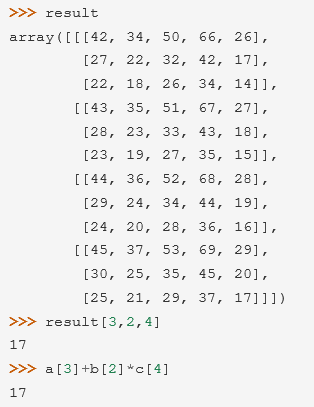 >>> result
array([[[42, 34, 50, 66, 26],
        [27, 22, 32, 42, 17],
        [22, 18, 26, 34, 14]],
       [[43, 35, 51, 67, 27],
        [28, 23, 33, 43, 18],
        [23, 19, 27, 35, 15]],
       [[44, 36, 52, 68, 28],
        [29, 24, 34, 44, 19],
        [24, 20, 28, 36, 16]],
       [[45, 37, 53, 69, 29],
        [30, 25, 35, 45, 20],
        [25, 21, 29, 37, 17]]])
>>> result[3,2,4]
17
>>> a[3]+b[2]*c[4]
17